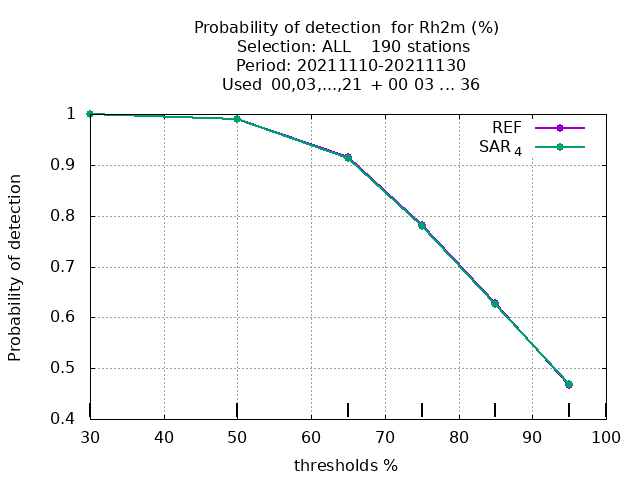 Probability of detection  for Rh2m (%)
Selection: ALL    190 stations
Period: 20211110-20211130
Used  00,03,...,21  + 00 03 ... 36
REF
SAR 4
Probability of detection
1
0.9
0.8
0.7
0.6
0.5
0.4
30 40 50 60 70 80 90 100
thresholds %